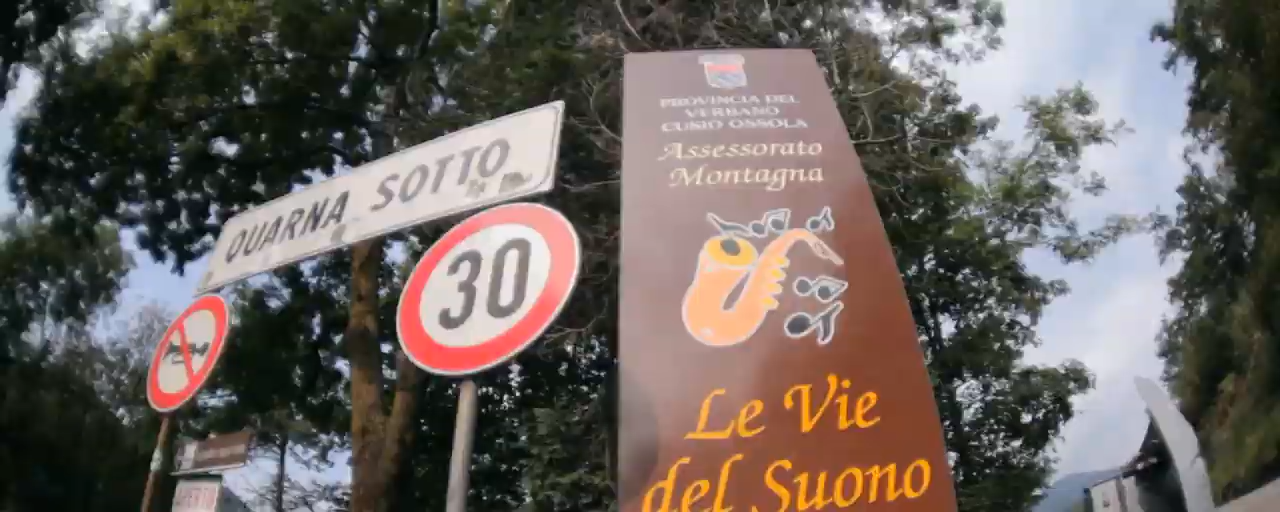 QUARNA SOTTO
30
PROVINCIA DEL
VERBANO
CUSIO OSSOLA
Assessorato
Montagna
Le Vie
del Suono